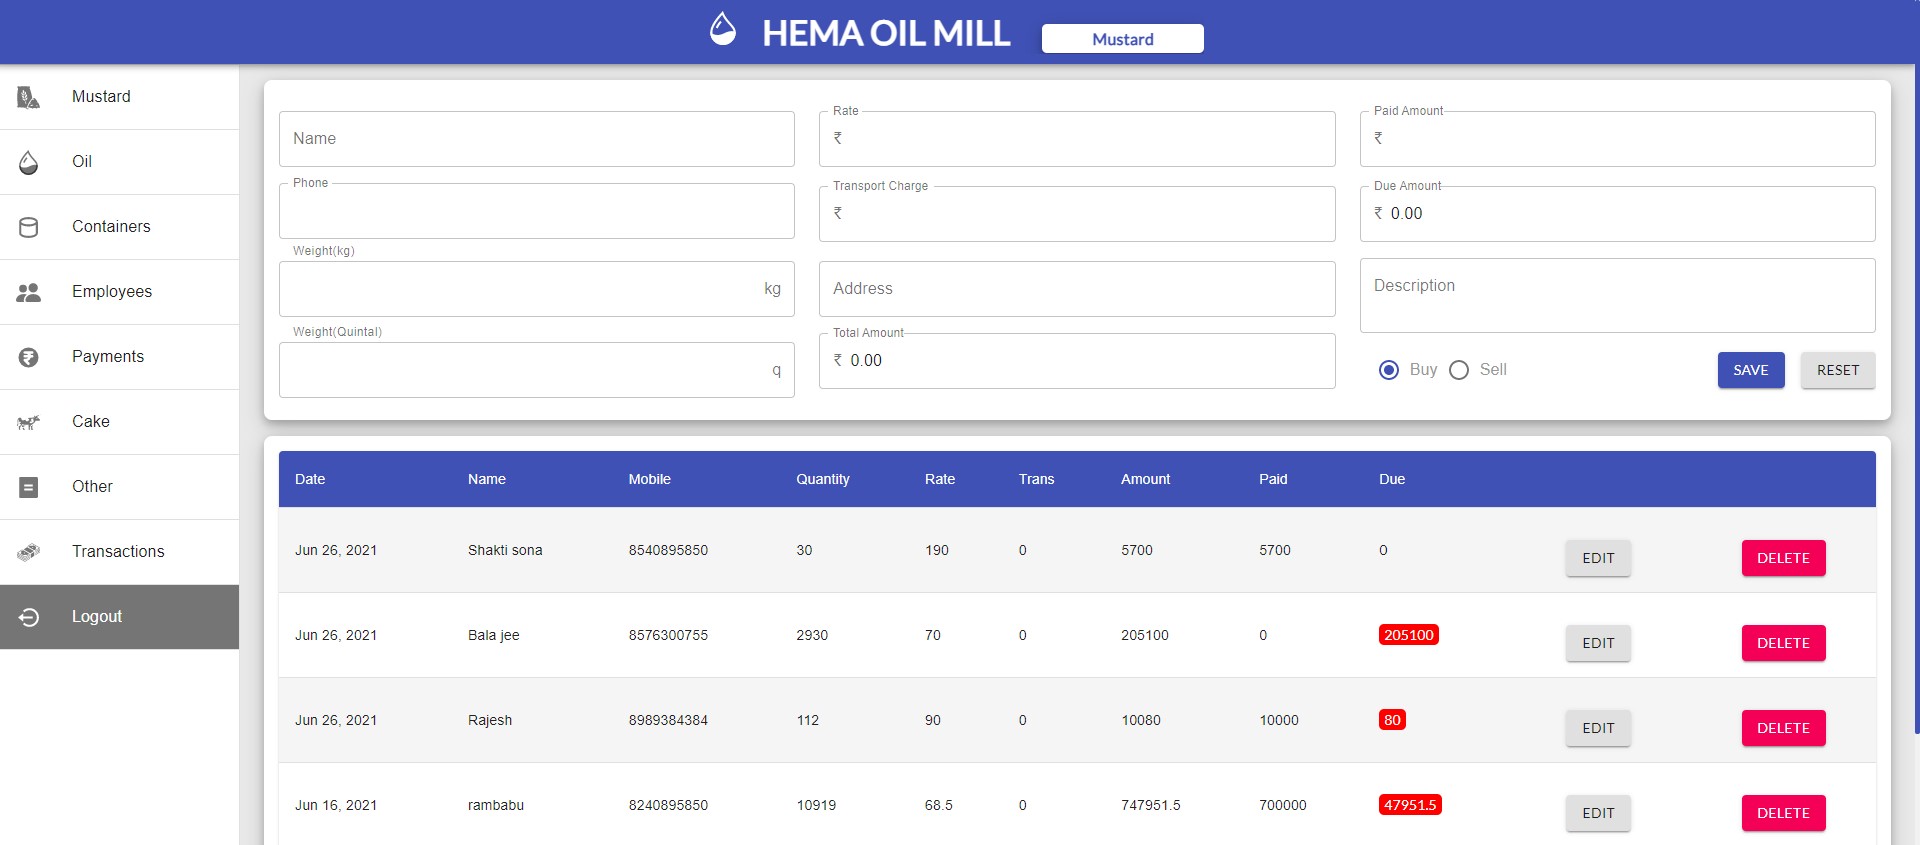 HEMA OIL MILL
Mustard
Mustard
Oil
Containers
Employees
Payments
Cake
Other
Transactions
Logout
Name
Phone
Weight(kg)
kg
Weight(Quintal)
q
Rate
₹
Transport Charge
₹
Address
Total Amount
₹ 0.00
Paid Amount
₹
Due Amount
₹ 0.00
Description
Buy Sell SAVE RESET
Date Name Mobile Quantity Rate Trans Amount Paid Due
Jun 26, 2021 Shakti sona 8540895850 30 190 0 5700 5700 0 EDIT DELETE
Jun 26, 2021 Bala jee 8576300755 2930 70 0 205100 0 205100 EDIT DELETE
Jun 26, 2021 Rajesh 8989384384 112 90 0 10080 10000 80 EDIT DELETE
Jun 16, 2021 rambabu 8240895850 10919 68.5 0 747951.5 700000 47951.5 EDIT DELETE